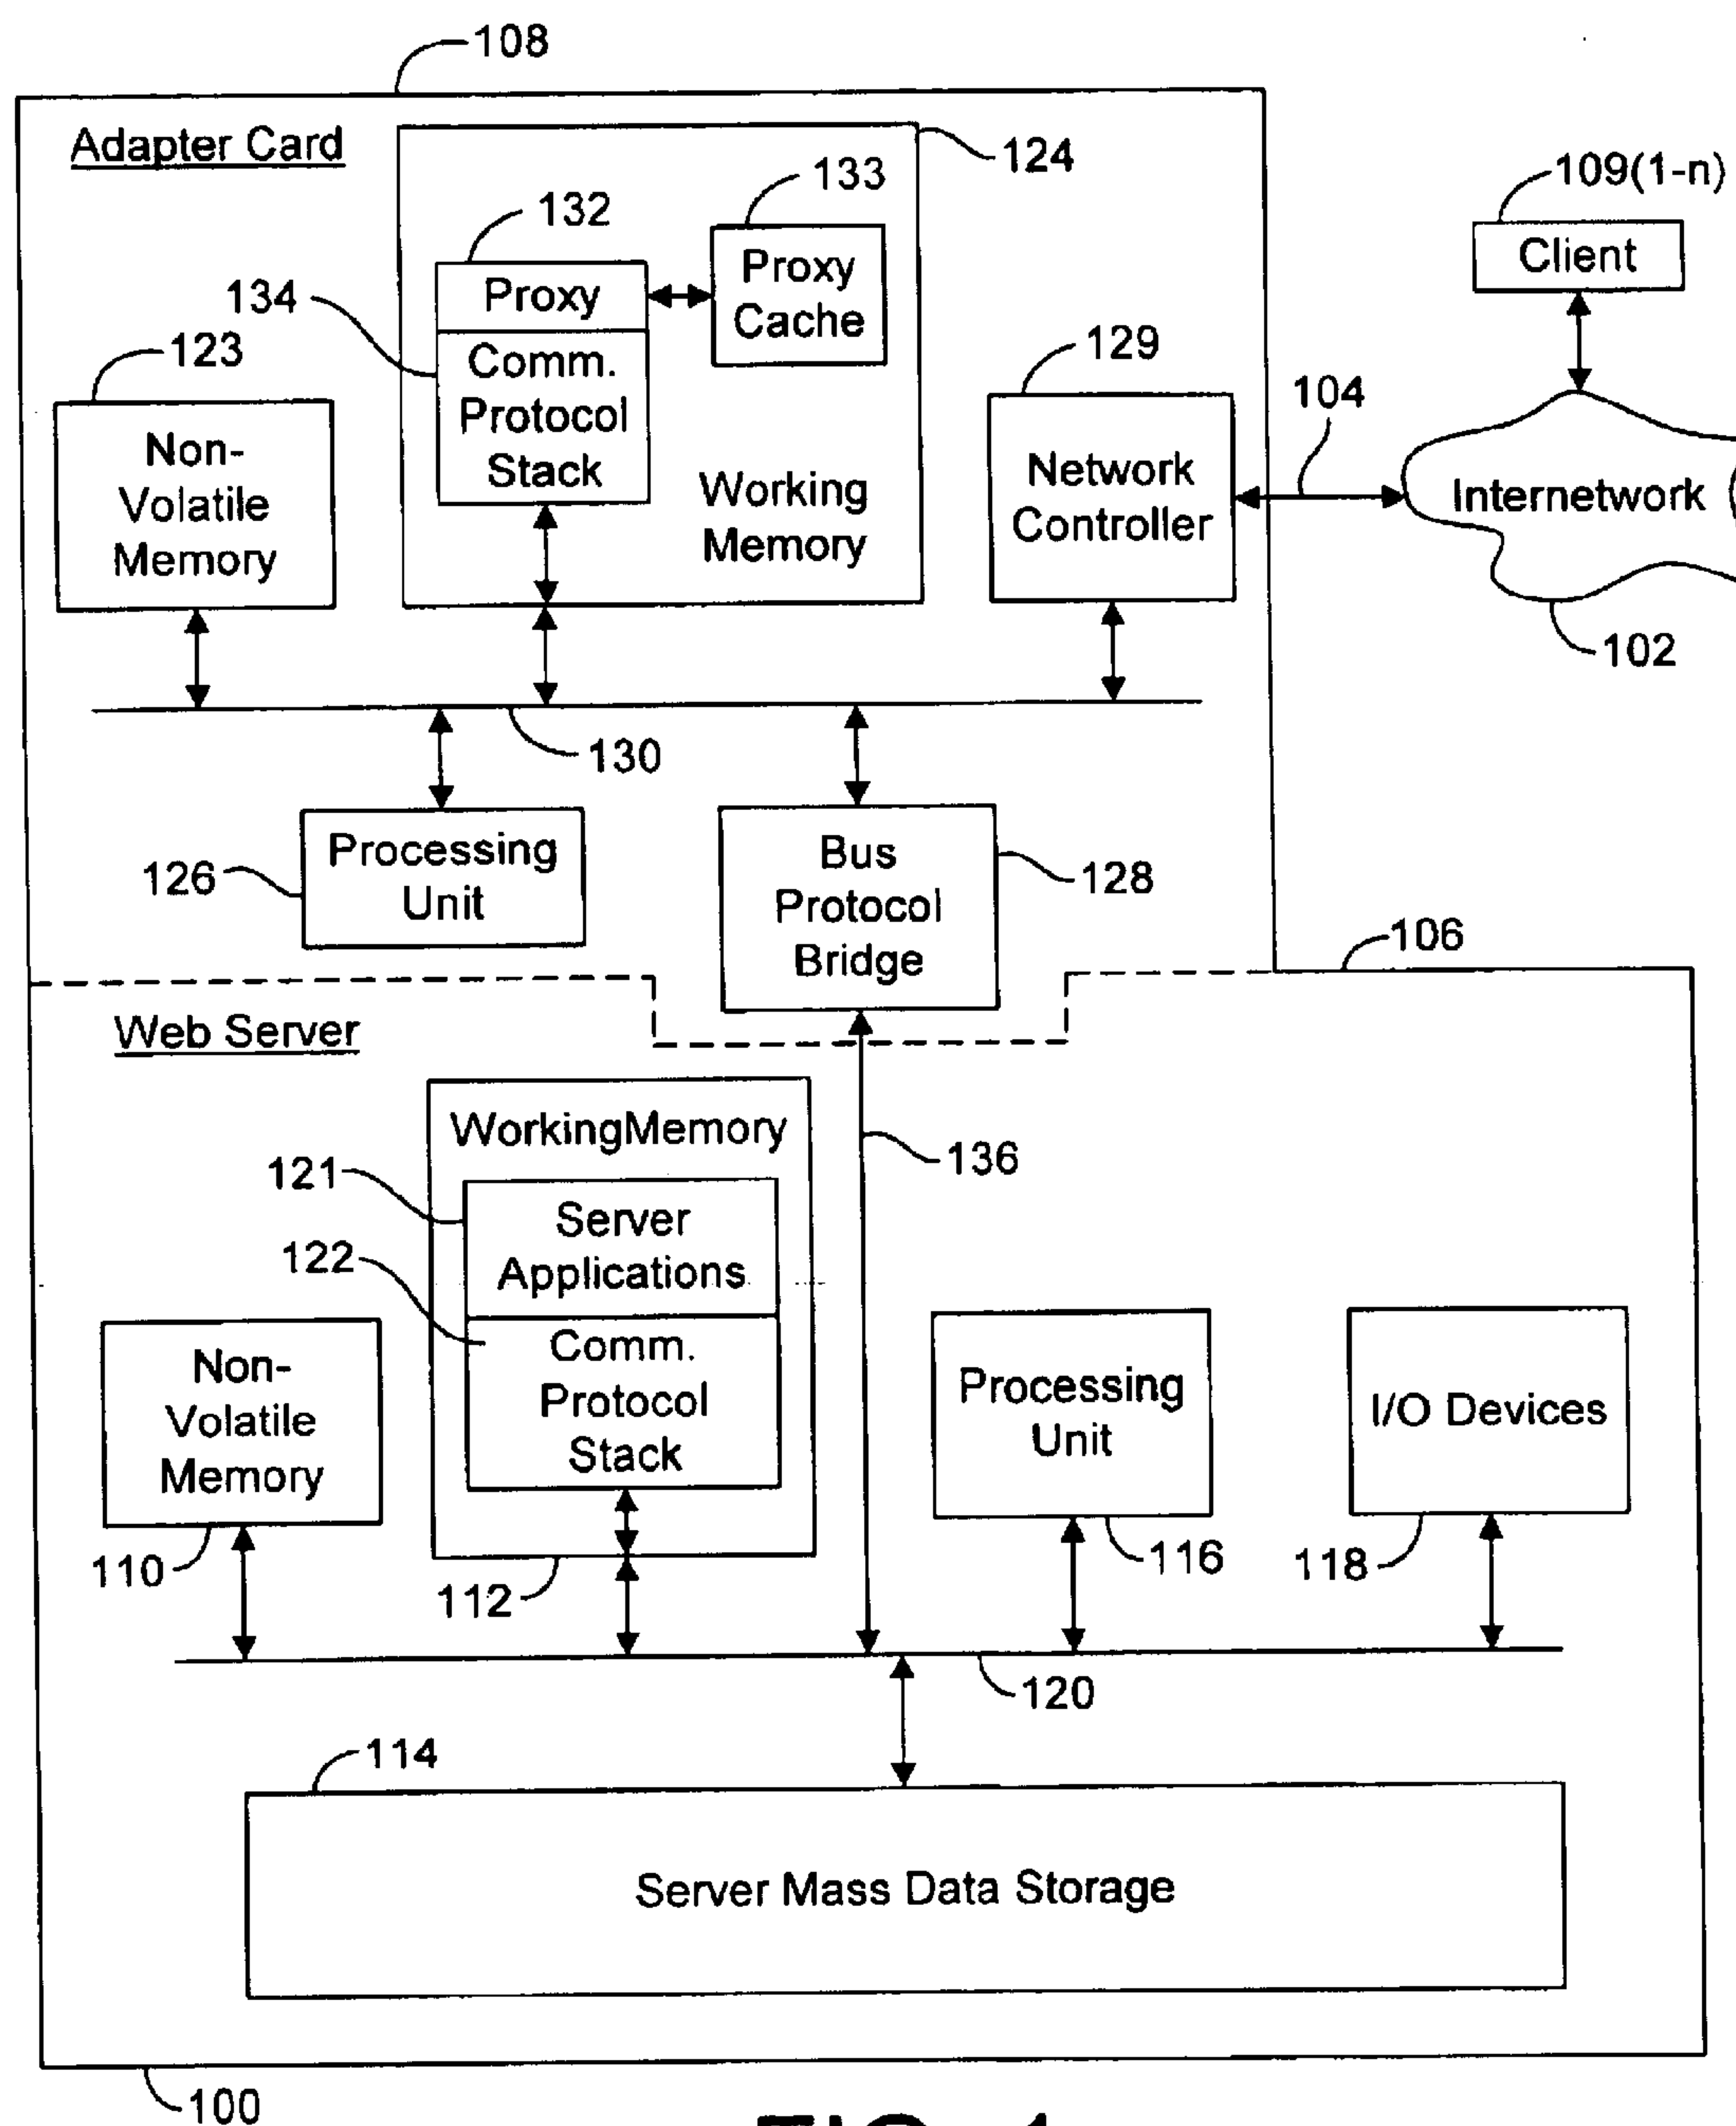 108
Adapter Card
124
133
109(1-n)
132
Client
Proxy
Cache
134
Proxy
123
Comm.
Protocol
Stack
129
104
Non-
Volatile
Memory
Working
Memory
Network
Controller
Internetwork
102
130
126
Processing
Unit
Bus
Protocol
Bridge
128
106
Web Server
WorkingMemory
136
121
Server
Applications
122
Comm.
Protocol
Stack
Non-
Volatile
Memory
Processing
Unit
I/O Devices
110
112
116
118
120
114
Server Mass Data Storage
100